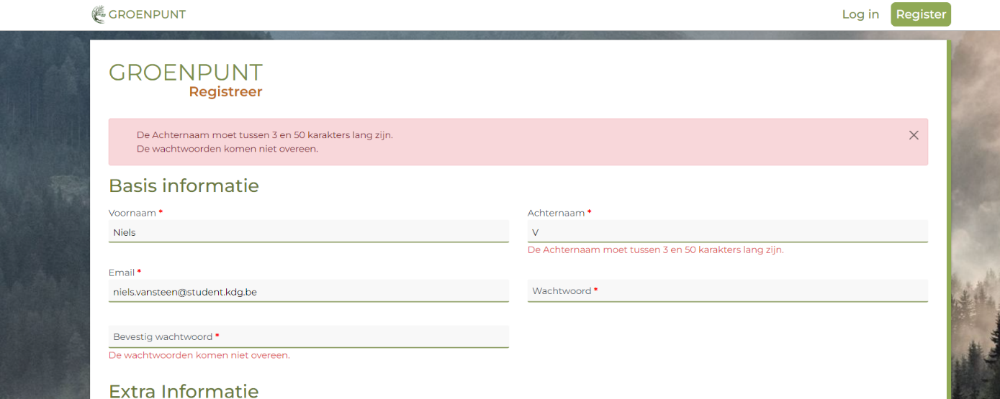 GROENPUNT
Log in
Register
GROENPUNT
Registreer
De Achternaam moet tussen 3 en 50 karakters lang zijn.
De wachtwoorden komen niet overeen.
Basis informatie
Voornaam *
Achternaam *
Niels
V
De Achternaam moet tussen 3 en 50 karakters lang zijn.
Email *
niels.vansteen@student.kdg.be
Wachtwoord *
Bevestig wachtwoord *
De wachtwoorden komen niet overeen.
Extra Informatie